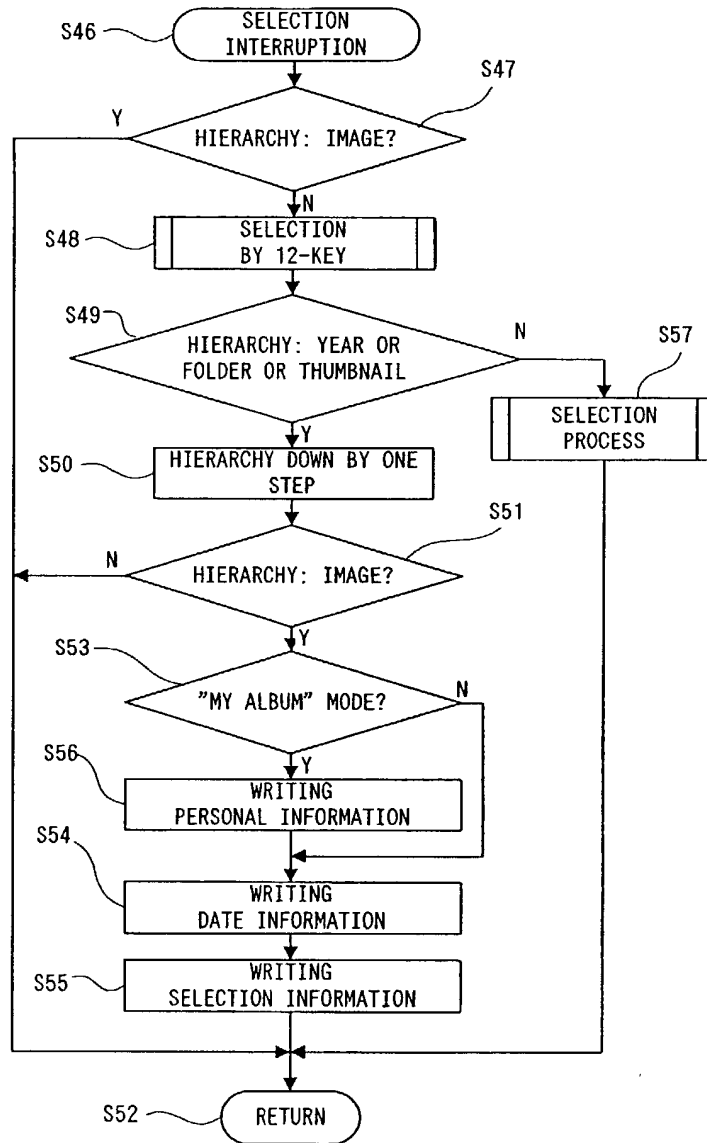 S46
SELECTION
INTERRUPTION
S47
Y
HIERARCHY: IMAGE?
N
S48
SELECTION
BY 12-KEY
S49
N
HIERARCHY: YEAR OR
FOLDER OR THUMBNAIL
S57
Y
SELECTION
PROCESS
S50
HIERARCHY DOWN BY ONE
STEP
S51
N
HIERARCHY: IMAGE?
Y
S53
"MY ALBUM" MODE?
N
S56
Y
WRITING
PERSONAL INFORMATION
S54
WRITING
DATE INFORMATION
S55
WRITING
SELECTION INFORMATION
S52
RETURN